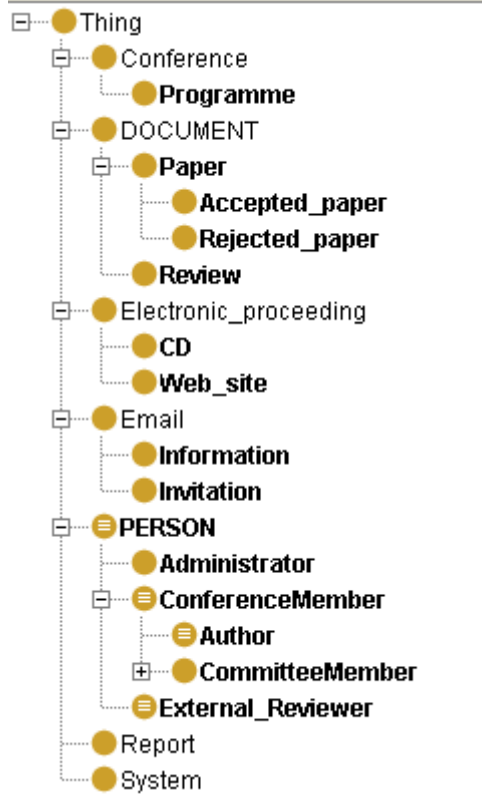 Thing
Conference
Programme
DOCUMENT
Paper
Accepted_paper
Rejected_paper
Review
Electronic_proceeding
CD
Web_site
Email
Information
Invitation
PERSON
Administrator
ConferenceMember
Author
CommitteeMember
External_Reviewer
Report
System